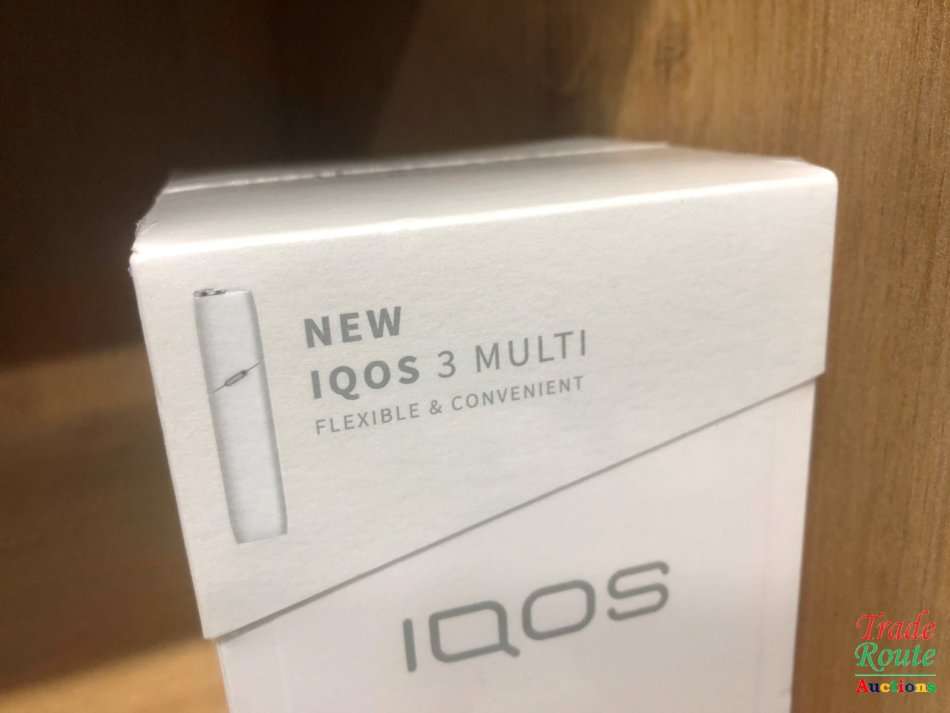 NEW
IQOS 3 MULTI
FLEXIBLE & CONVENIENT
IQOS
Trade
Route
Auctions